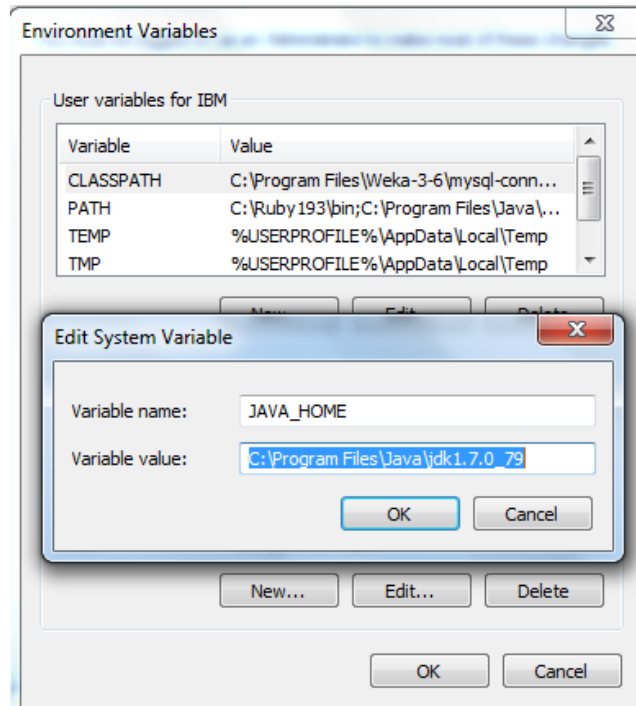 Environment Variables
User variables for IBM
Variable Value
CLASSPATH C:\Program Files\Weka-3-6\mysql-conn...
PATH C:\Ruby193\bin;C:\Program Files\Java\...
TEMP %USERPROFILE%\AppData\Local\Temp
TMP %USERPROFILE%\AppData\Local\Temp
Edit System Variable
Variable name: JAVA_HOME
Variable value: C:\Program Files\Java\jdk1.7.0_79
OK Cancel
New... Edit... Delete
OK Cancel